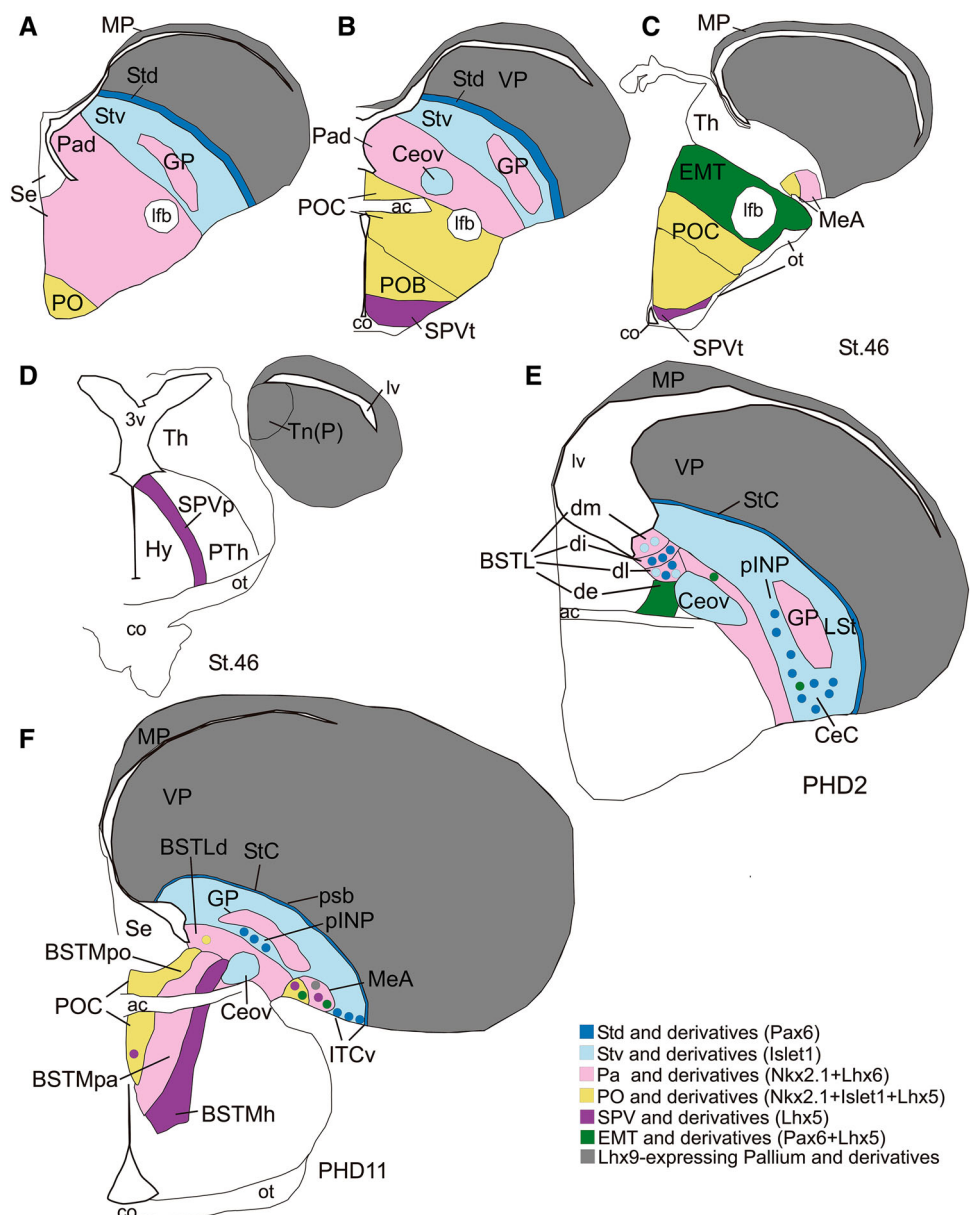 A
MP
Std
Stv
Pad
GP
Se
lfb
PO
B
Std
VP
Stv
Pad
Ceov
GP
POC
ac
lfb
POB
co
SPVt
C
MP
Th
EMT
lfb
MeA
POC
ot
co
SPVt
St.46
D
3v
Th
lv
Tn(P)
SPVp
Hy
PTh
ot
co
St.46
E
MP
lv
VP
StC
dm
di
pINP
BSTL
dl
de
Ceov
GP
LSt
ac
CeC
PHD2
F
MP
VP
BSTLd
StC
GP
psb
pINP
Se
BSTMpo
MeA
POC
ac
Ceov
ITCv
BSTMpa
BSTMh
PHD11
ot
co
Std and derivatives (Pax6)
Stv and derivatives (Islet1)
Pa and derivatives (Nkx2.1+Lhx6)
PO and derivatives (Nkx2.1+Islet1+Lhx5)
SPV and derivatives (Lhx5)
EMT and derivatives (Pax6+Lhx5)
Lhx9-expressing Pallium and derivatives